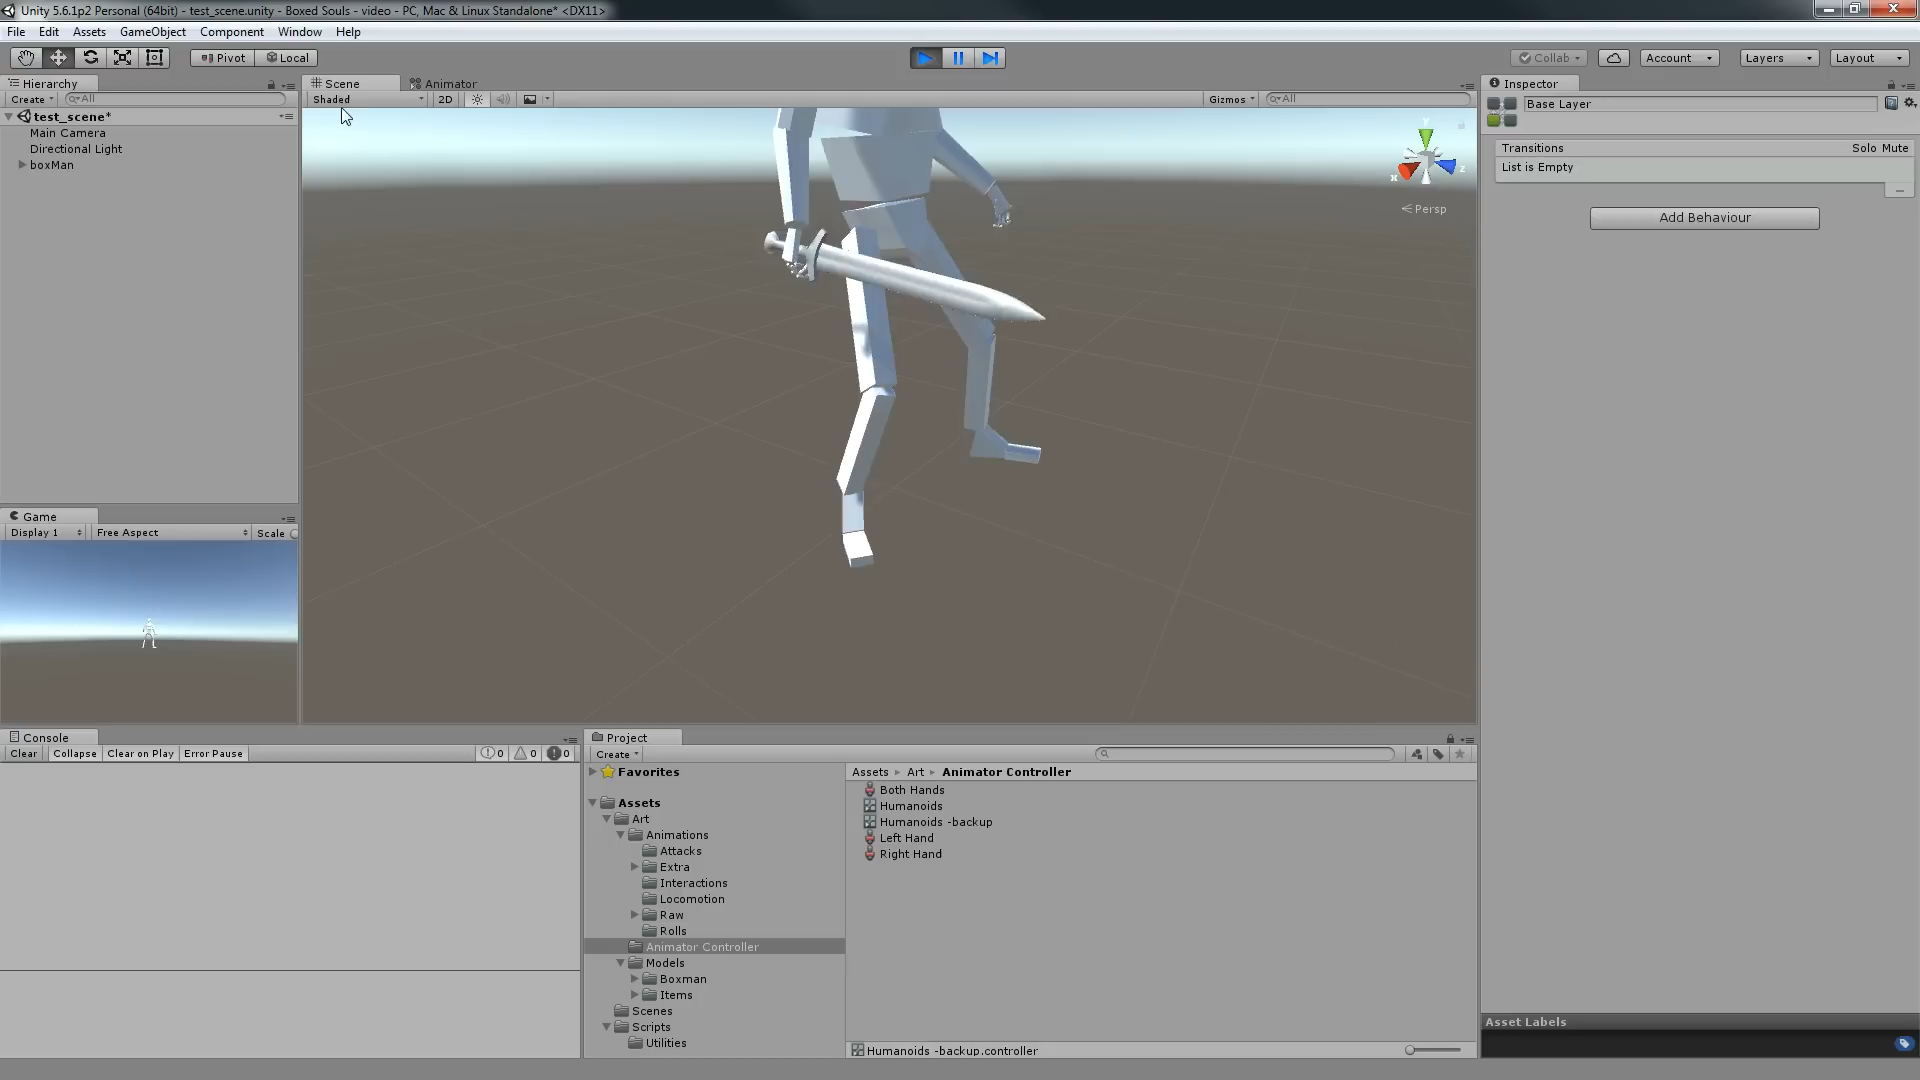 Unity 5.6.1p2 Personal (64bit) - test_scene.unity - Boxed Souls - video - PC, Mac & Linux Standalone* <DX11>
File Edit Assets GameObject Component Window Help
Pivot Local Collab Account Layers Layout
Hierarchy
Create All
test_scene*
Main Camera
Directional Light
boxMan
Scene Animator
Shaded 2D Gizmos All
Y
x
z
Persp
Inspector
Base Layer
Transitions Solo Mute
List is Empty
Add Behaviour
Game
Display 1 Free Aspect Scale
Console
Clear Collapse Clear on Play Error Pause 0 0 0
Project
Create
Favorites
Assets
Art
Animations
Attacks
Extra
Interactions
Locomotion
Raw
Rolls
Animator Controller
Models
Boxman
Items
Scenes
Scripts
Utilities
Assets Art Animator Controller
Both Hands
Humanoids
Humanoids -backup
Left Hand
Right Hand
Humanoids -backup.controller
Asset Labels